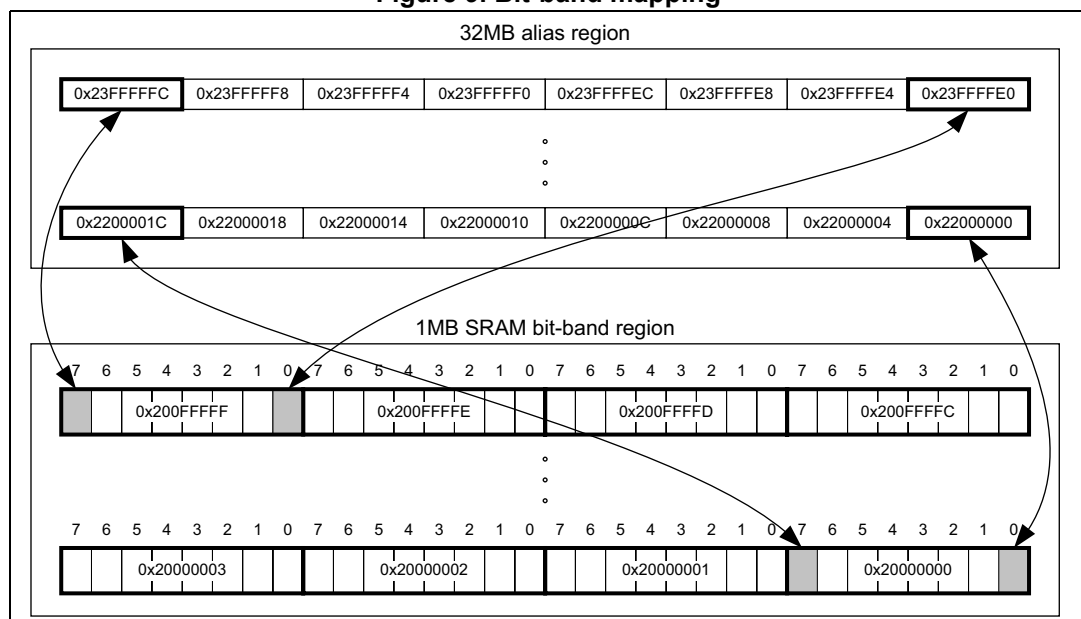 Figure 5. Bit-band mapping
32MB alias region
0x23FFFFFC 0x23FFFFF8 0x23FFFFF4 0x23FFFFF0 0x23FFFFEC 0x23FFFFE8 0x23FFFFE4 0x23FFFFE0
0x2200001C 0x22000018 0x22000014 0x22000010 0x2200000C 0x22000008 0x22000004 0x22000000
1MB SRAM bit-band region
7 6 5 4 3 2 1 0 7 6 5 4 3 2 1 0 7 6 5 4 3 2 1 0 7 6 5 4 3 2 1 0
0x200FFFFF 0x200FFFFE 0x200FFFFD 0x200FFFFC
7 6 5 4 3 2 1 0 7 6 5 4 3 2 1 0 7 6 5 4 3 2 1 0 7 6 5 4 3 2 1 0
0x20000003 0x20000002 0x20000001 0x20000000